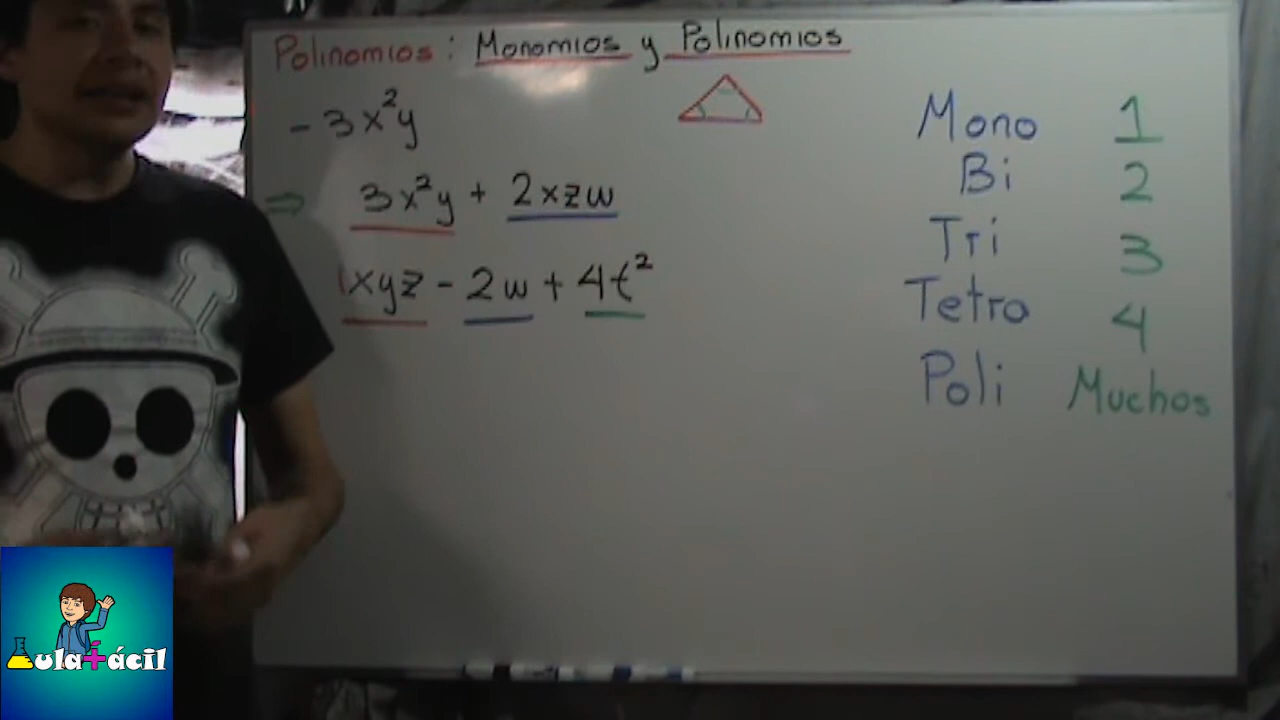 Polinomios: Monomios y Polinomios
- 3x²y
⇒ 3x²y + 2xzw
1xyz - 2w + 4t²
Mono 1
Bi 2
Tri 3
Tetra 4
Poli Muchos
Aula+ácil